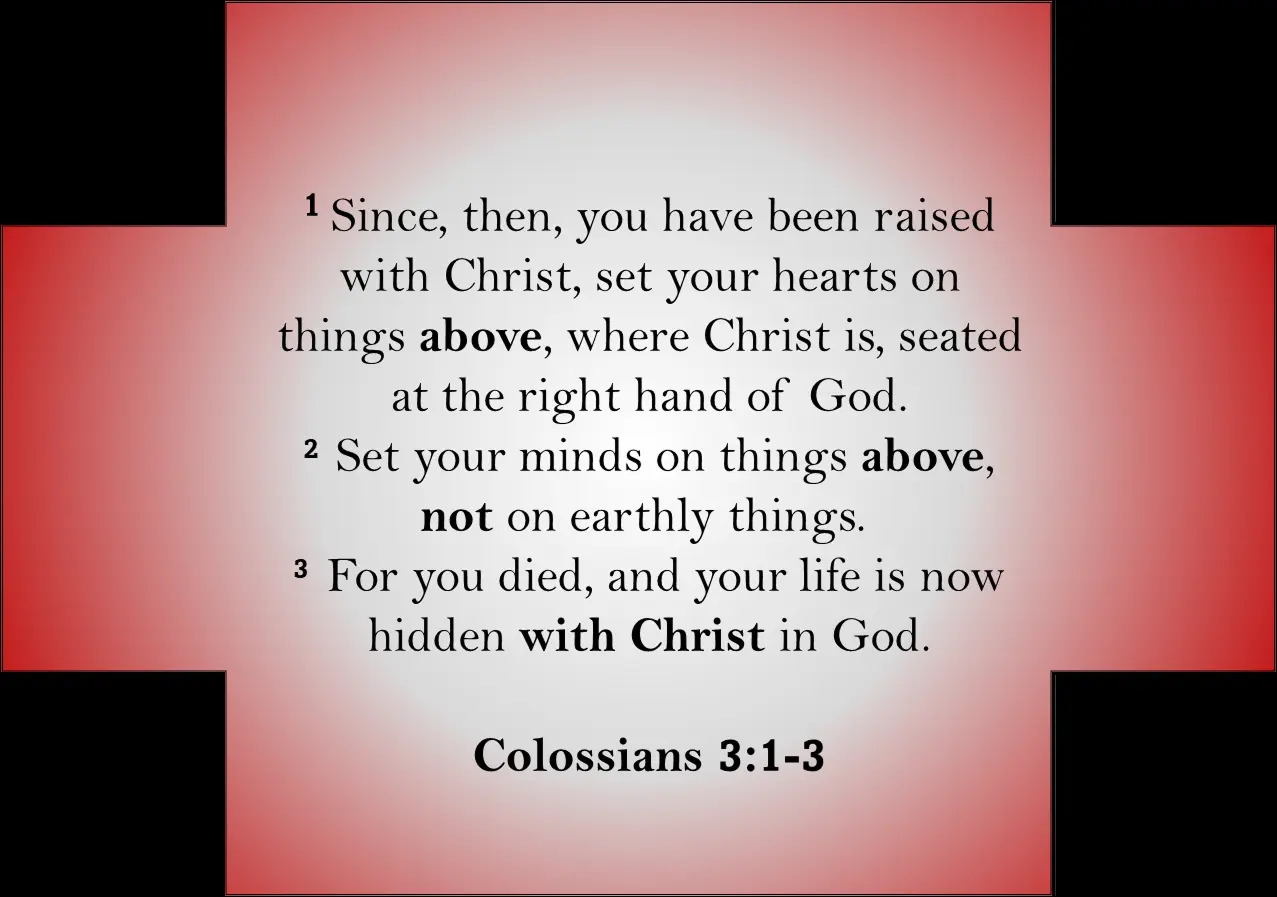 1 Since, then, you have been raised
with Christ, set your hearts on
things above, where Christ is, seated
at the right hand of God.
2 Set your minds on things above,
not on earthly things.
3 For you died, and your life is now
hidden with Christ in God.
Colossians 3:1-3